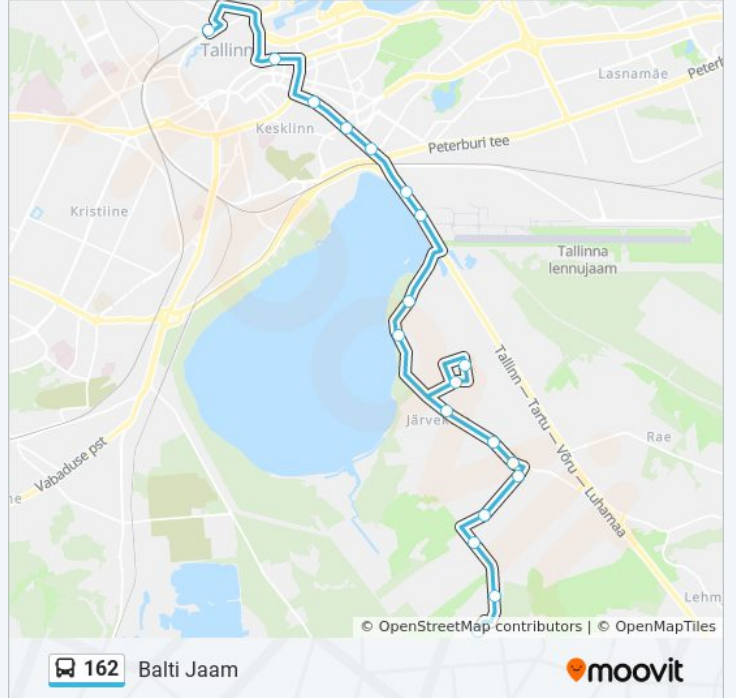 Tallinn
Lasnamäe
Peterb
Kesklinn
Peterburi tee
Kristiine
Tallinna
lennujaam
Tallinn — Tartu — Võru — Luhamaa
Järvek
Rae
Vabaduse pst
ne
Lehm
© OpenStreetMap contributors | © OpenMapTiles
162 Balti Jaam
moovit